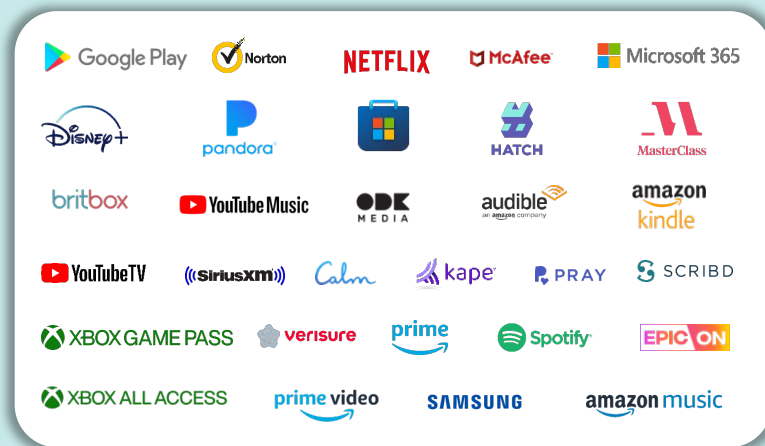 Google Play Norton NETFLIX McAfee Microsoft 365
Disney+ pandora HATCH MasterClass
britbox YouTube Music ODK MEDIA audible an amazon company amazon kindle
YouTubeTV ((SiriusXM)) Calm kape PRAY SCRIBD
XBOX GAME PASS verisure prime Spotify EPIC ON
XBOX ALL ACCESS prime video SAMSUNG amazon music